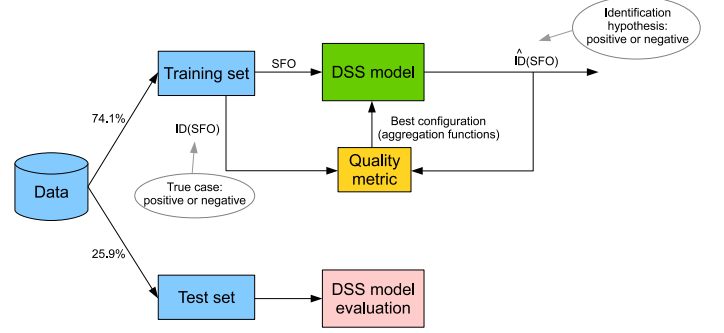 Identification
hypothesis:
positive or negative
Training set
SFO
DSS model
^
ID(SFO)
74.1%
ID(SFO)
Best configuration
(aggregation functions)
Quality
metric
True case:
positive or negative
Data
25.9%
Test set
DSS model
evaluation